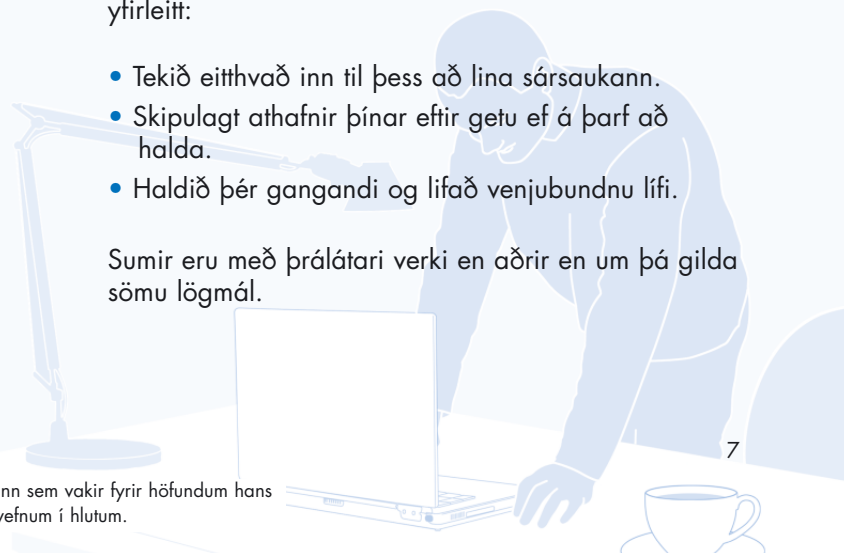 yfirleitt:
• Tekið eitthvað inn til þess að lina sársaukann.
• Skipulagt athafnir þínar eftir getu ef á þarf að
halda.
• Haldið þér gangandi og lifað venjubundnu lífi.
Sumir eru með þrálátari verki en aðrir en um þá gilda
sömu lögmál.
7
nn sem vakir fyrir höfundum hans
vefnum í hlutum.